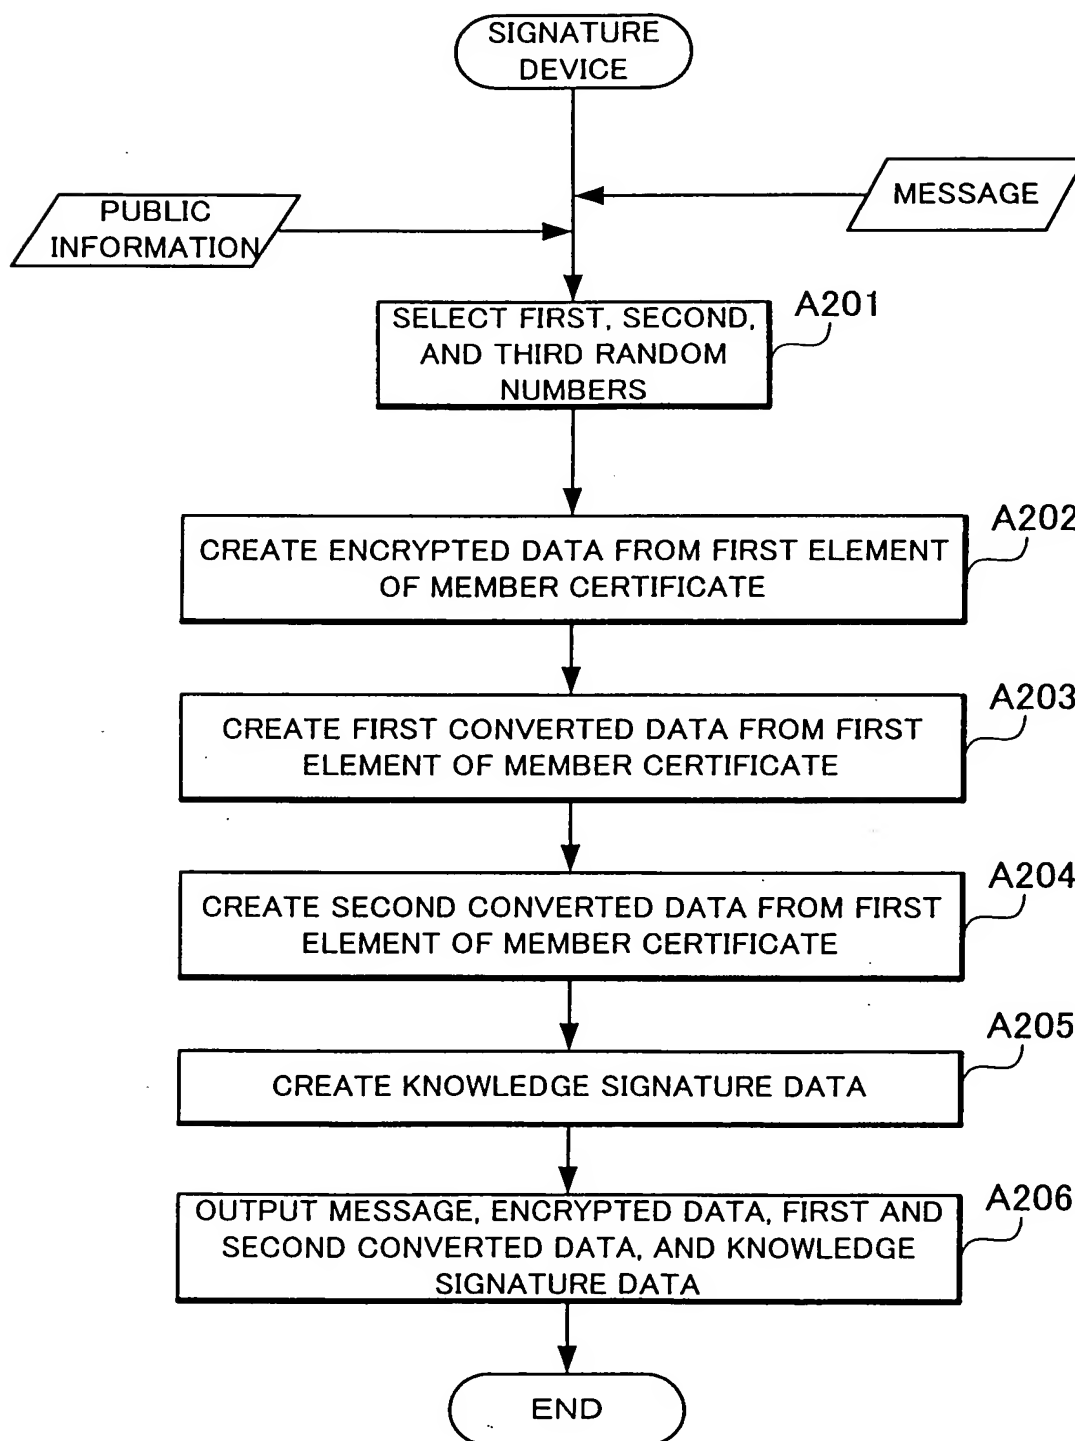 SIGNATURE
DEVICE
MESSAGE
PUBLIC
INFORMATION
A201
SELECT FIRST, SECOND,
AND THIRD RANDOM
NUMBERS
A202
CREATE ENCRYPTED DATA FROM FIRST ELEMENT
OF MEMBER CERTIFICATE
A203
CREATE FIRST CONVERTED DATA FROM FIRST
ELEMENT OF MEMBER CERTIFICATE
A204
CREATE SECOND CONVERTED DATA FROM FIRST
ELEMENT OF MEMBER CERTIFICATE
A205
CREATE KNOWLEDGE SIGNATURE DATA
A206
OUTPUT MESSAGE, ENCRYPTED DATA, FIRST AND
SECOND CONVERTED DATA, AND KNOWLEDGE
SIGNATURE DATA
END